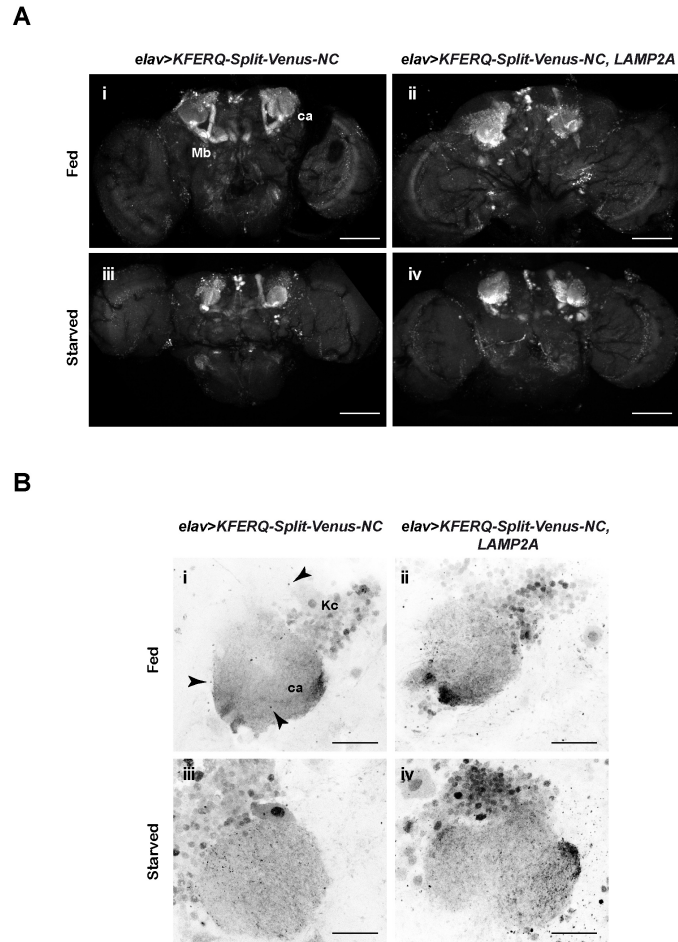 A
elav>KFERQ-Split-Venus-NC
elav>KFERQ-Split-Venus-NC, LAMP2A
Fed
i
ca
Mb
ii
Starved
iii
iv
B
elav>KFERQ-Split-Venus-NC
elav>KFERQ-Split-Venus-NC,
LAMP2A
Fed
i
Kc
ca
ii
Starved
iii
iv